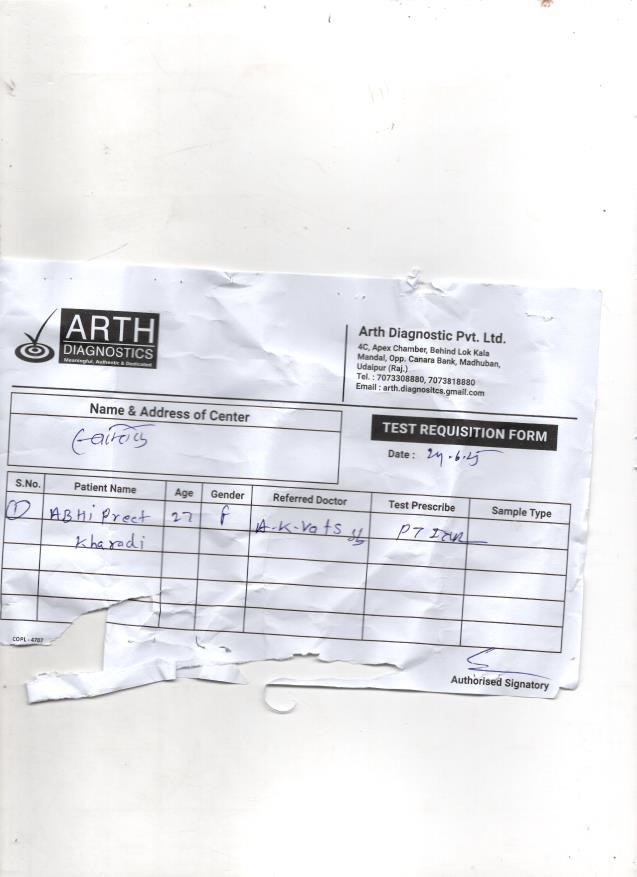 ARTH
DIAGNOSTICS
Meaningful, Authentic & Dedicated
Arth Diagnostic Pvt. Ltd.
4C, Apex Chamber, Behind Lok Kala
Mandal, Opp. Canara Bank, Madhuban,
Udaipur (Raj.)
Tel. : 7073308880, 7073818880
Email : arth.diagnositcs.gmail.com
Name & Address of Center
TEST REQUISITION FORM
Date : 24.6.25
S.No. Patient Name Age Gender Referred Doctor Test Prescribe Sample Type
① ABHi Preet 27 f A.K. Vats PT INR
Kharadi
COPL - 4707
Authorised Signatory